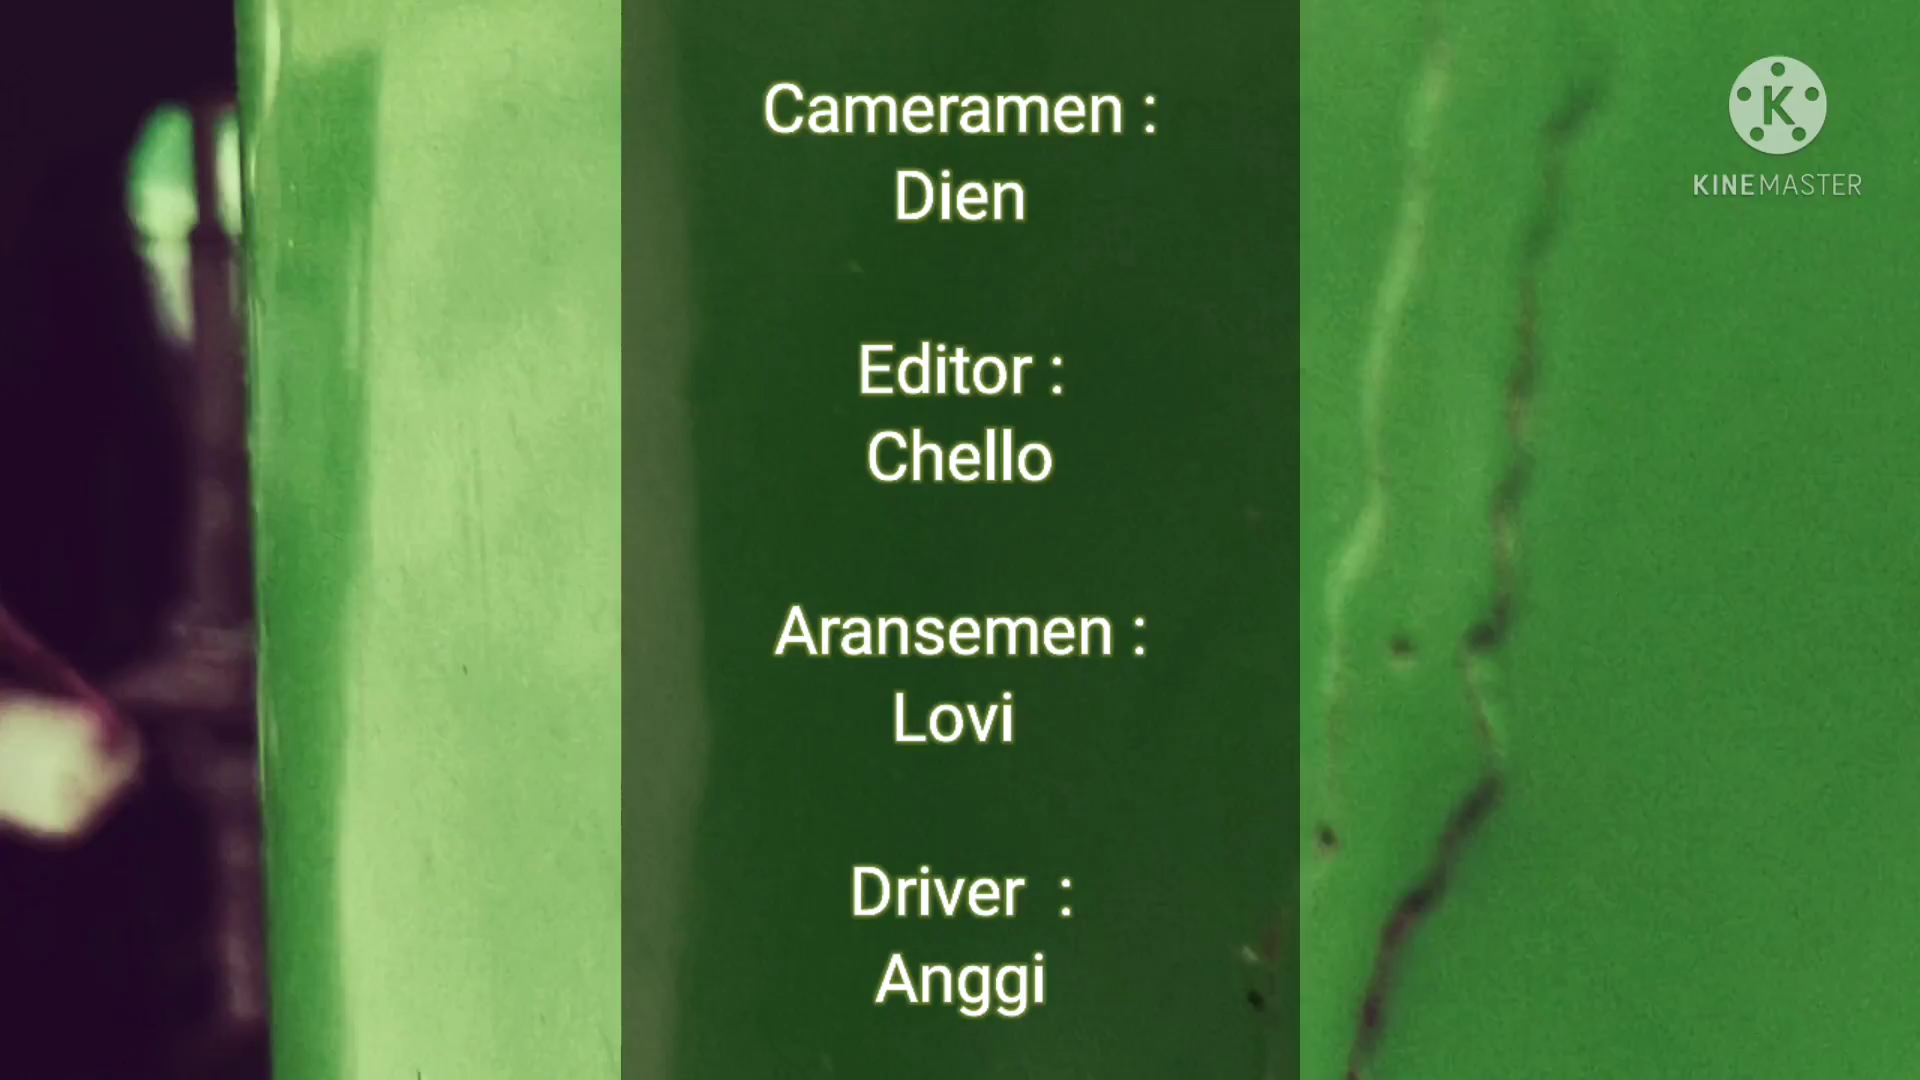 Cameramen :
Dien
Editor :
Chello
Aransemen :
Lovi
Driver  :
Anggi
K
KINEMASTER